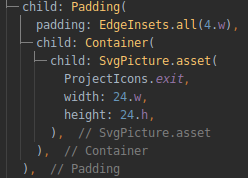 child: Padding(
padding: EdgeInsets.all(4.w),
child: Container(
child: SvgPicture.asset(
ProjectIcons.exit,
width: 24.w,
height: 24.h,
), // SvgPicture.asset
), // Container
), // Padding